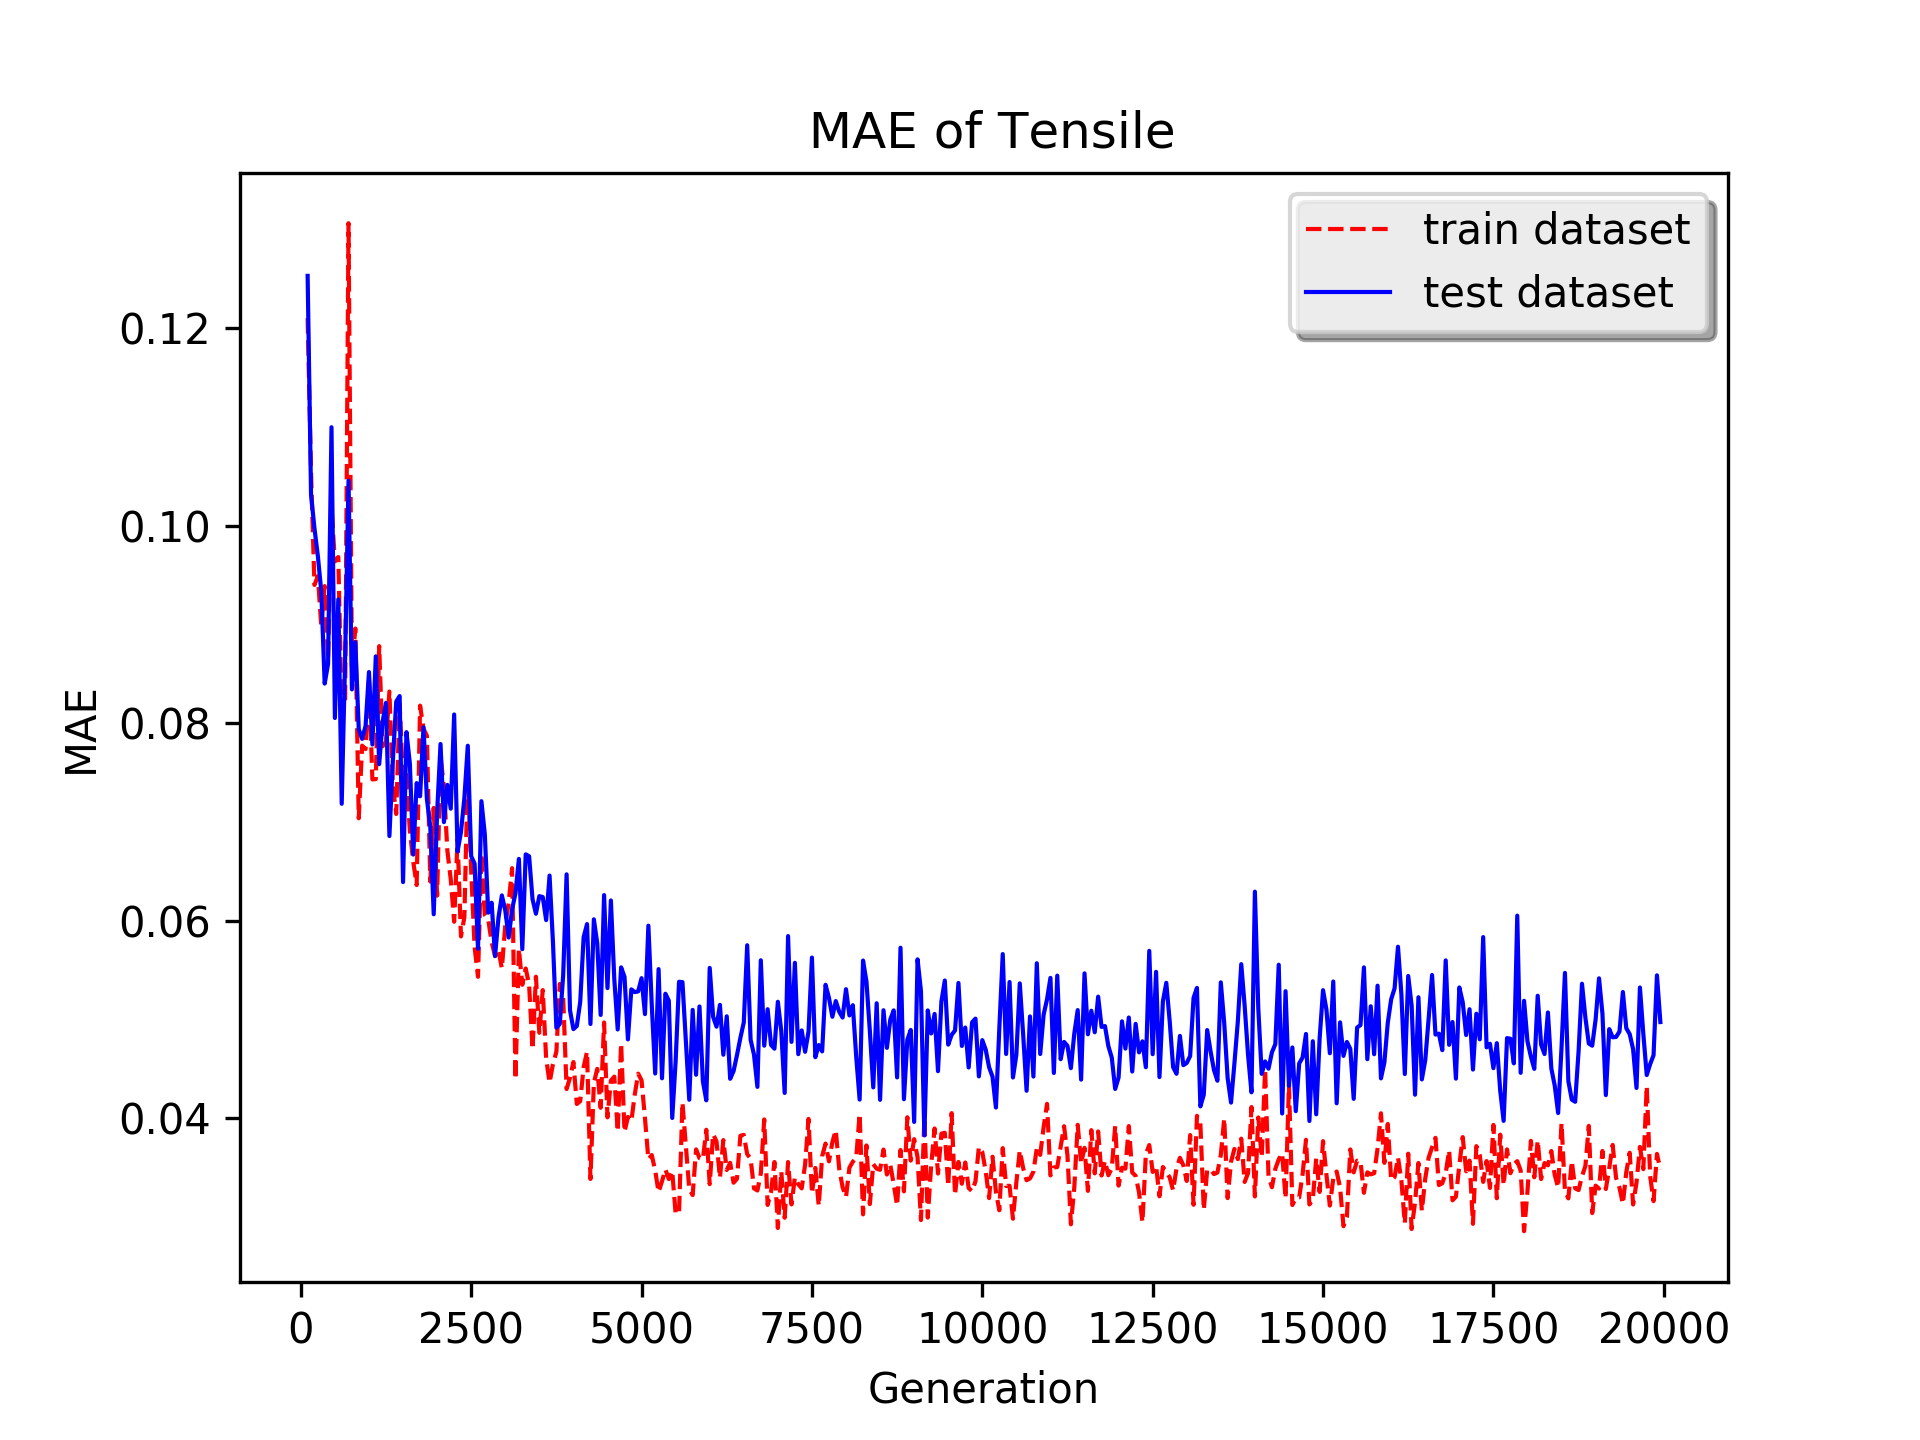 MAE of Tensile
train dataset
test dataset
MAE
0.12
0.10
0.08
0.06
0.04
0 2500 5000 7500 10000 12500 15000 17500 20000
Generation